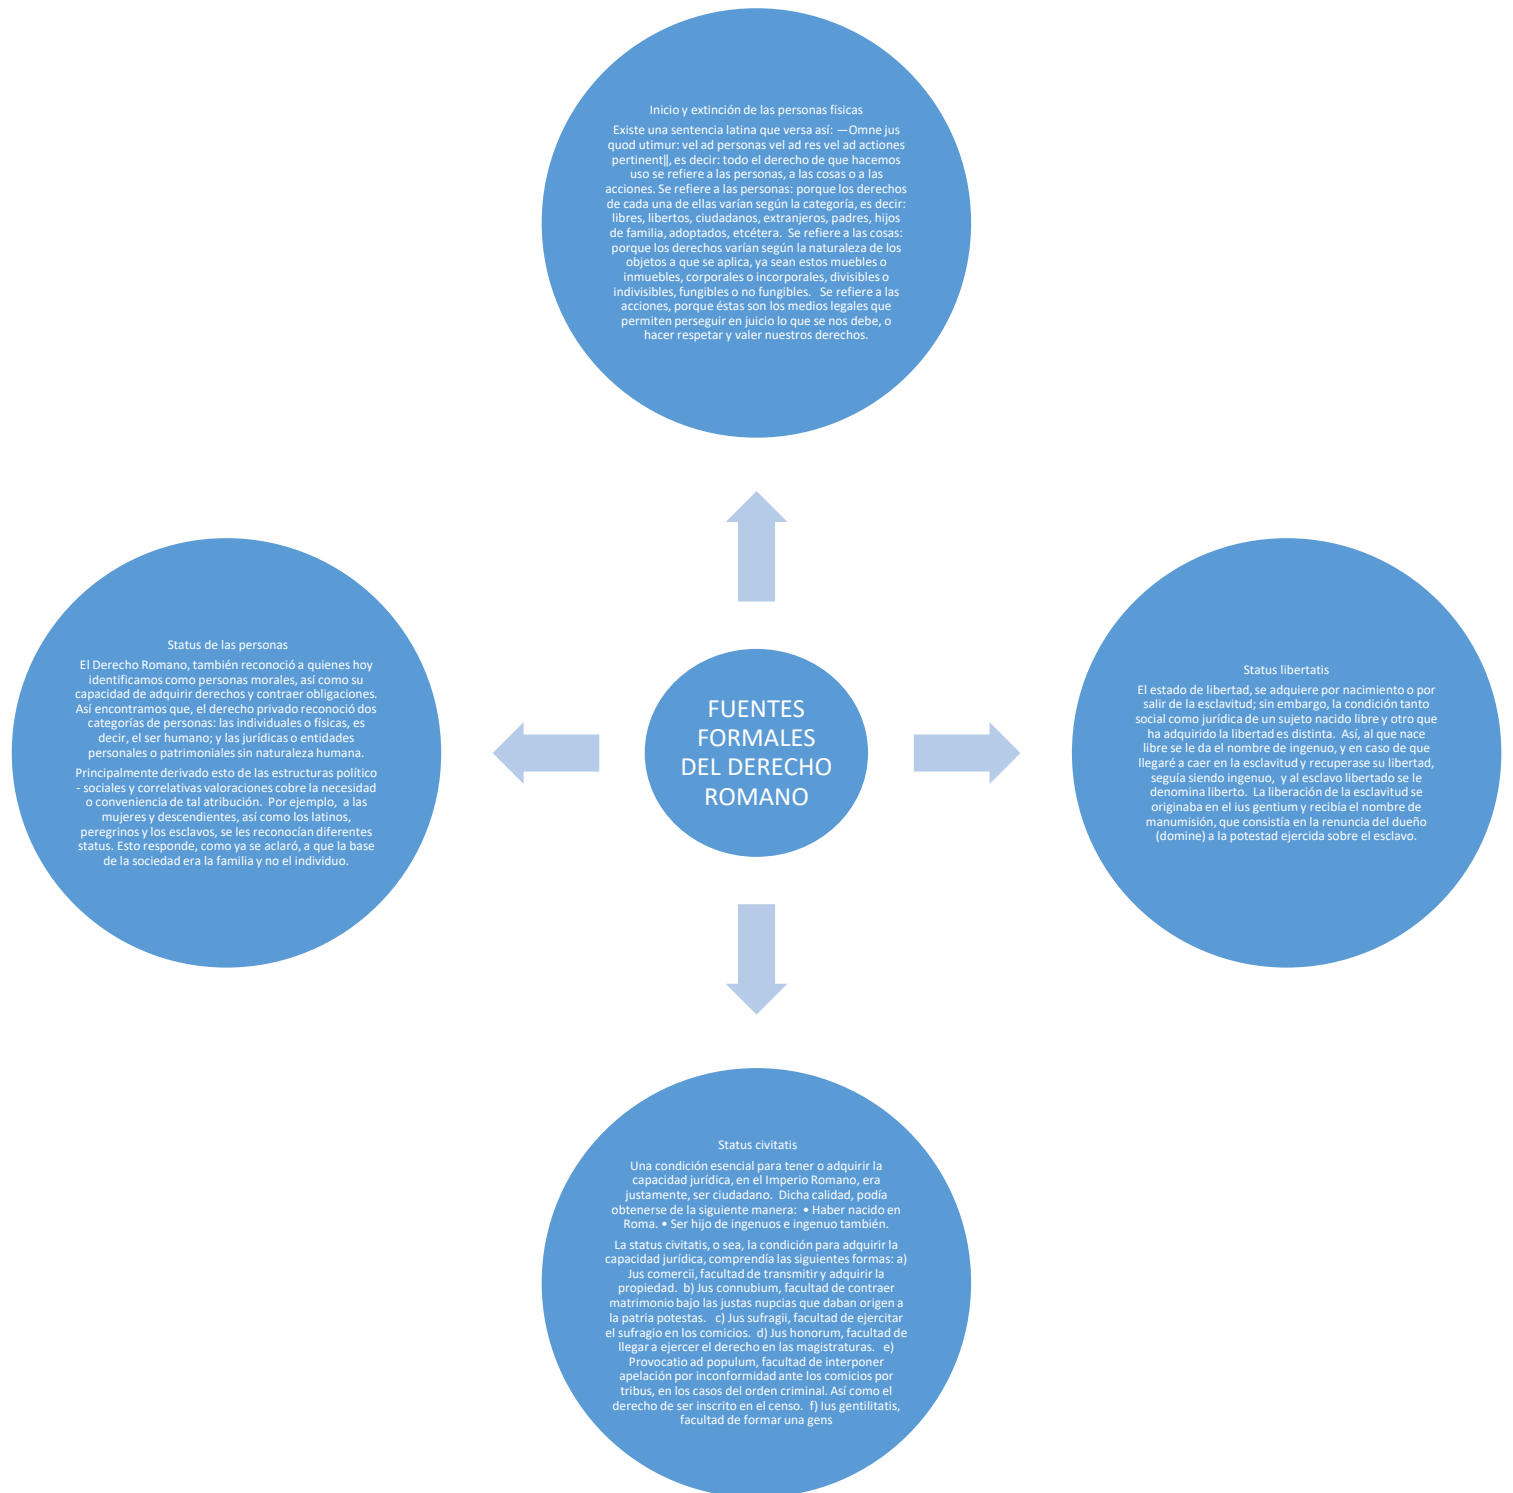 Inicio y extinción de las personas físicas
Existe una sentencia latina que versa así: —Omne jus
quod utimur: vel ad personas vel ad res vel ad actiones
pertinent‖, es decir: todo el derecho de que hacemos
uso se refiere a las personas, a las cosas o a las
acciones. Se refiere a las personas: porque los derechos
de cada una de ellas varían según la categoría, es decir:
libres, libertos, ciudadanos, extranjeros, padres, hijos
de familia, adoptados, etcétera. Se refiere a las cosas:
porque los derechos varían según la naturaleza de los
objetos a que se aplica, ya sean estos muebles o
inmuebles, corporales o incorporales, divisibles o
indivisibles, fungibles o no fungibles. Se refiere a las
acciones, porque éstas son los medios legales que
permiten perseguir en juicio lo que se nos debe, o
hacer respetar y valer nuestros derechos.
Status de las personas
El Derecho Romano, también reconoció a quienes hoy
identificamos como personas morales, así como su
capacidad de adquirir derechos y contraer obligaciones.
Así encontramos que, el derecho privado reconoció dos
categorías de personas: las individuales o físicas, es
decir, el ser humano; y las jurídicas o entidades
personales o patrimoniales sin naturaleza humana.
Principalmente derivado esto de las estructuras político
- sociales y correlativas valoraciones cobre la necesidad
o conveniencia de tal atribución. Por ejemplo, a las
mujeres y descendientes, así como los latinos,
peregrinos y los esclavos, se les reconocían diferentes
status. Esto responde, como ya se aclaró, a que la base
de la sociedad era la familia y no el individuo.
FUENTES
FORMALES
DEL DERECHO
ROMANO
Status libertatis
El estado de libertad, se adquiere por nacimiento o por
salir de la esclavitud; sin embargo, la condición tanto
social como jurídica de un sujeto nacido libre y otro que
ha adquirido la libertad es distinta. Así, al que nace
libre se le da el nombre de ingenuo, y en caso de que
llegaré a caer en la esclavitud y recuperase su libertad,
seguía siendo ingenuo, y al esclavo libertado se le
denomina liberto. La liberación de la esclavitud se
originaba en el ius gentium y recibía el nombre de
manumisión, que consistía en la renuncia del dueño
(domine) a la potestad ejercida sobre el esclavo.
Status civitatis
Una condición esencial para tener o adquirir la
capacidad jurídica, en el Imperio Romano, era
justamente, ser ciudadano. Dicha calidad, podía
obtenerse de la siguiente manera: • Haber nacido en
Roma. • Ser hijo de ingenuos e ingenuo también.
La status civitatis, o sea, la condición para adquirir la
capacidad jurídica, comprendía las siguientes formas: a)
Jus comercii, facultad de transmitir y adquirir la
propiedad. b) Jus connubium, facultad de contraer
matrimonio bajo las justas nupcias que daban origen a
la patria potestas. c) Jus sufragii, facultad de ejercitar
el sufragio en los comicios. d) Jus honorum, facultad de
llegar a ejercer el derecho en las magistraturas. e)
Provocatio ad populum, facultad de interponer
apelación por inconformidad ante los comicios por
tribus, en los casos del orden criminal. Así como el
derecho de ser inscrito en el censo. f) Ius gentilitatis,
facultad de formar una gens